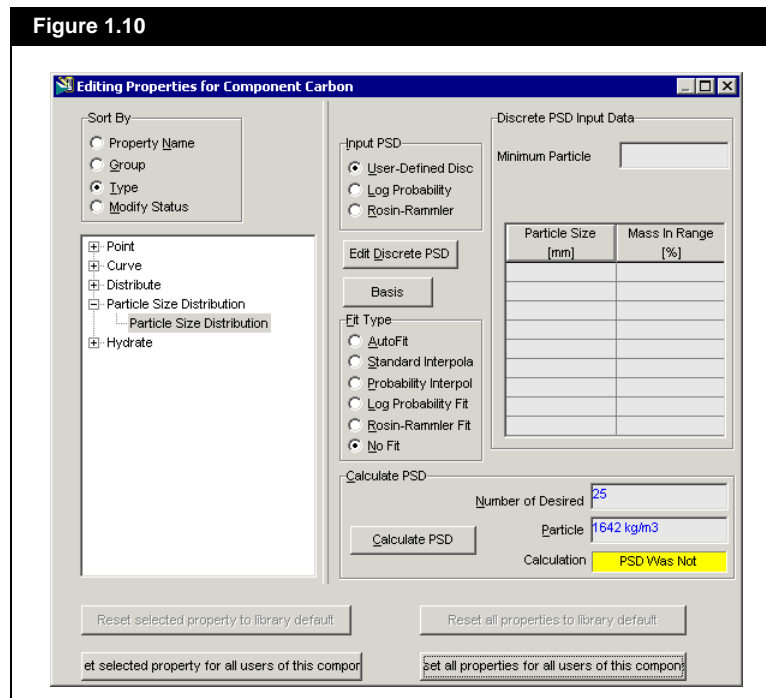 Figure 1.10
Editing Properties for Component Carbon
Sort By
Property Name
Group
Type
Modify Status
Point
Curve
Distribute
Particle Size Distribution
Particle Size Distribution
Hydrate
Input PSD
User-Defined Disc
Log Probability
Rosin-Rammler
Edit Discrete PSD
Basis
Fit Type
AutoFit
Standard Interpola
Probability Interpol
Log Probability Fit
Rosin-Rammler Fit
No Fit
Discrete PSD Input Data
Minimum Particle
Particle Size Mass In Range
[mm] [%]
Calculate PSD
Number of Desired 25
Particle 1642 kg/m3
Calculate PSD
Calculation PSD Was Not
Reset selected property to library default
Reset all properties to library default
et selected property for all users of this compor
set all properties for all users of this compone